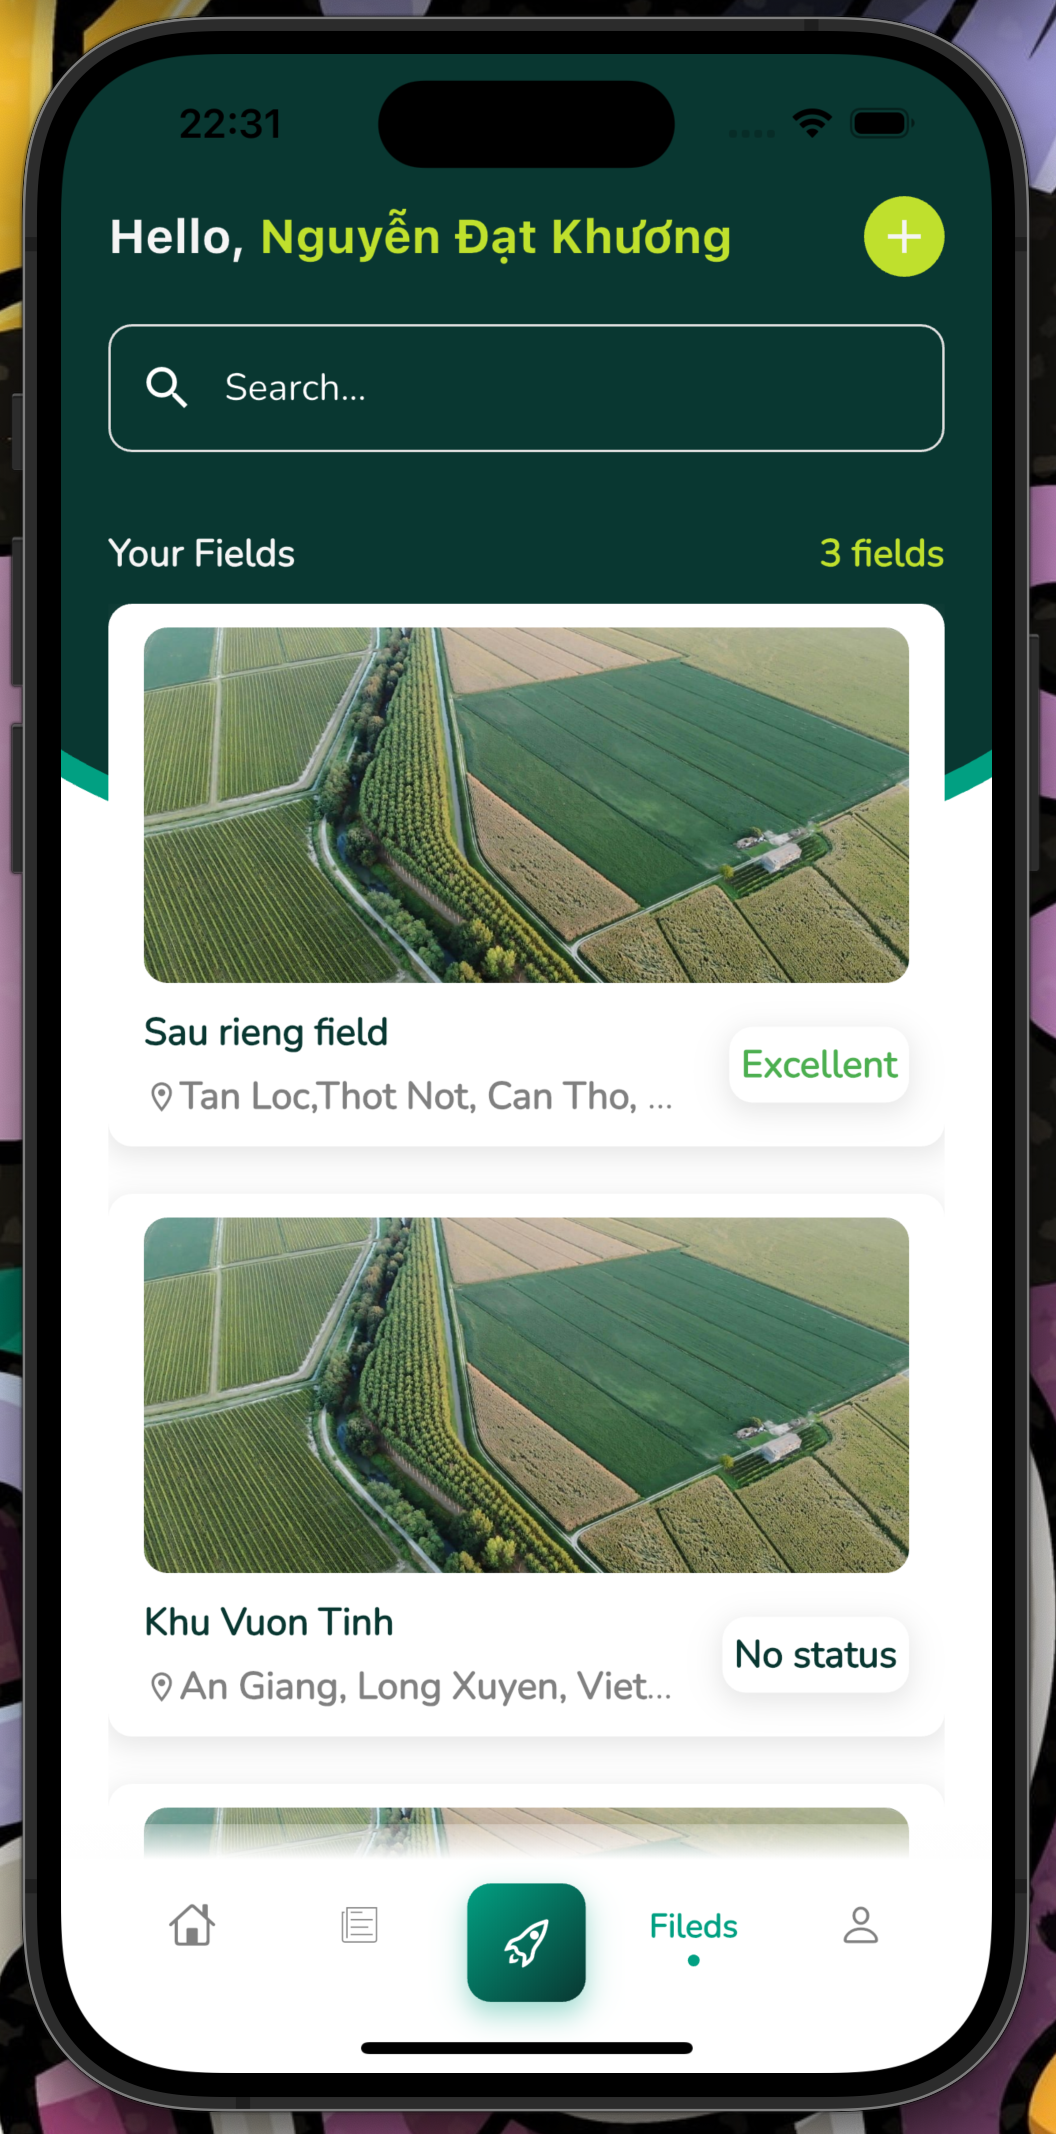 22:31
Hello, Nguyễn Đạt Khương
Search...
Your Fields
3 fields
Sau rieng field
Tan Loc,Thot Not, Can Tho, ...
Excellent
Khu Vuon Tinh
An Giang, Long Xuyen, Viet...
No status
Fileds